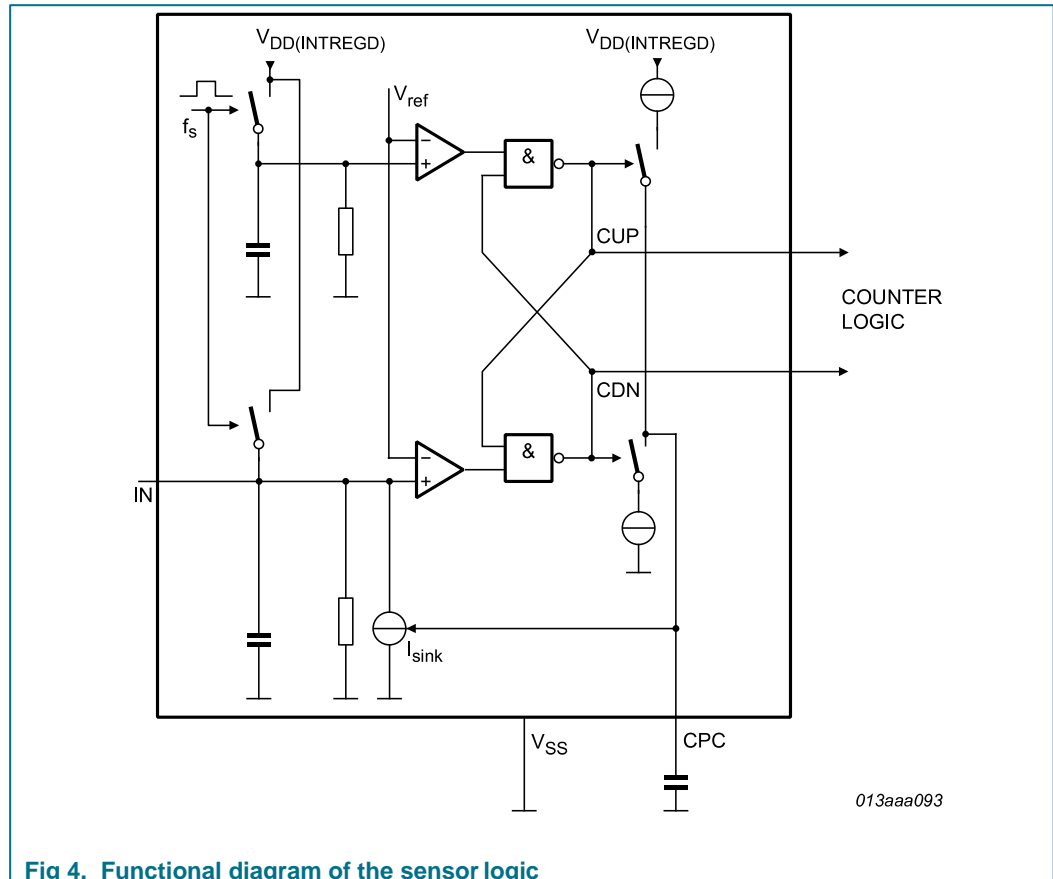 VDD(INTREGD)
VDD(INTREGD)
fs
Vref
&
CUP
COUNTER
LOGIC
CDN
&
IN
Isink
VSS
CPC
013aaa093
Fig 4. Functional diagram of the sensor logic